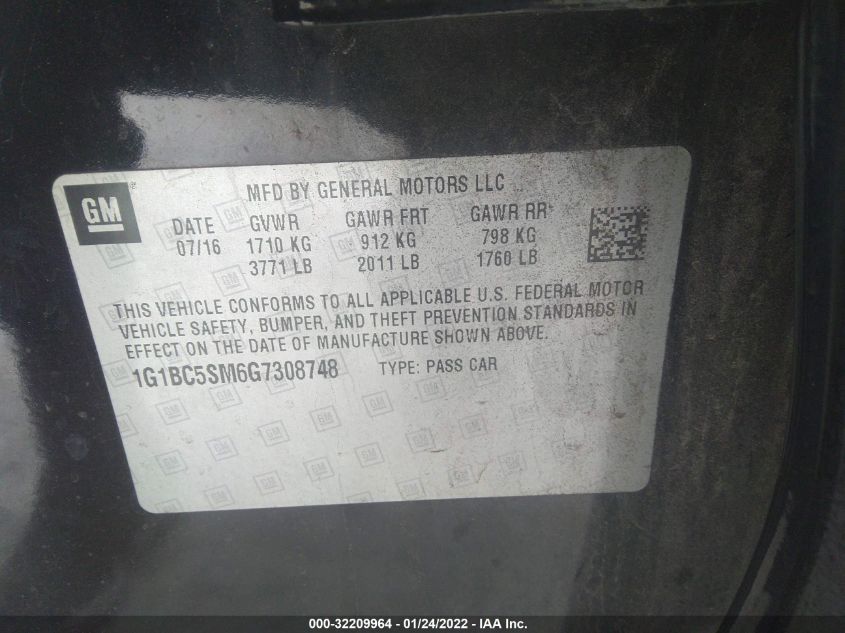 GM
MFD BY GENERAL MOTORS LLC
DATE GVWR GAWR FRT GAWR RR
07/16 1710 KG 912 KG 798 KG
3771 LB 2011 LB 1760 LB
THIS VEHICLE CONFORMS TO ALL APPLICABLE U.S. FEDERAL MOTOR
VEHICLE SAFETY, BUMPER, AND THEFT PREVENTION STANDARDS IN
EFFECT ON THE DATE OF MANUFACTURE SHOWN ABOVE.
1G1BC5SM6G7308748 TYPE: PASS CAR
000-32209964 - 01/24/2022 - IAA Inc.